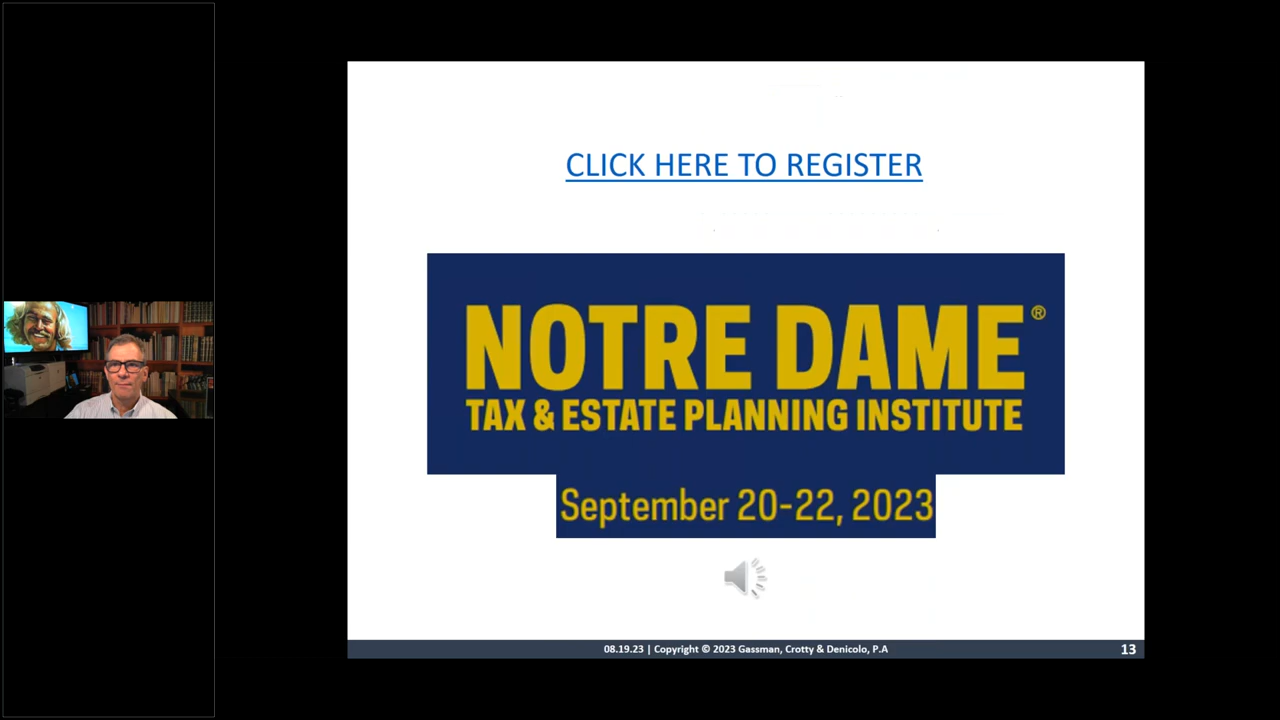 CLICK HERE TO REGISTER
NOTRE DAME®
TAX & ESTATE PLANNING INSTITUTE
September 20-22, 2023
08.19.23 | Copyright © 2023 Gassman, Crotty & Denicolo, P.A
13